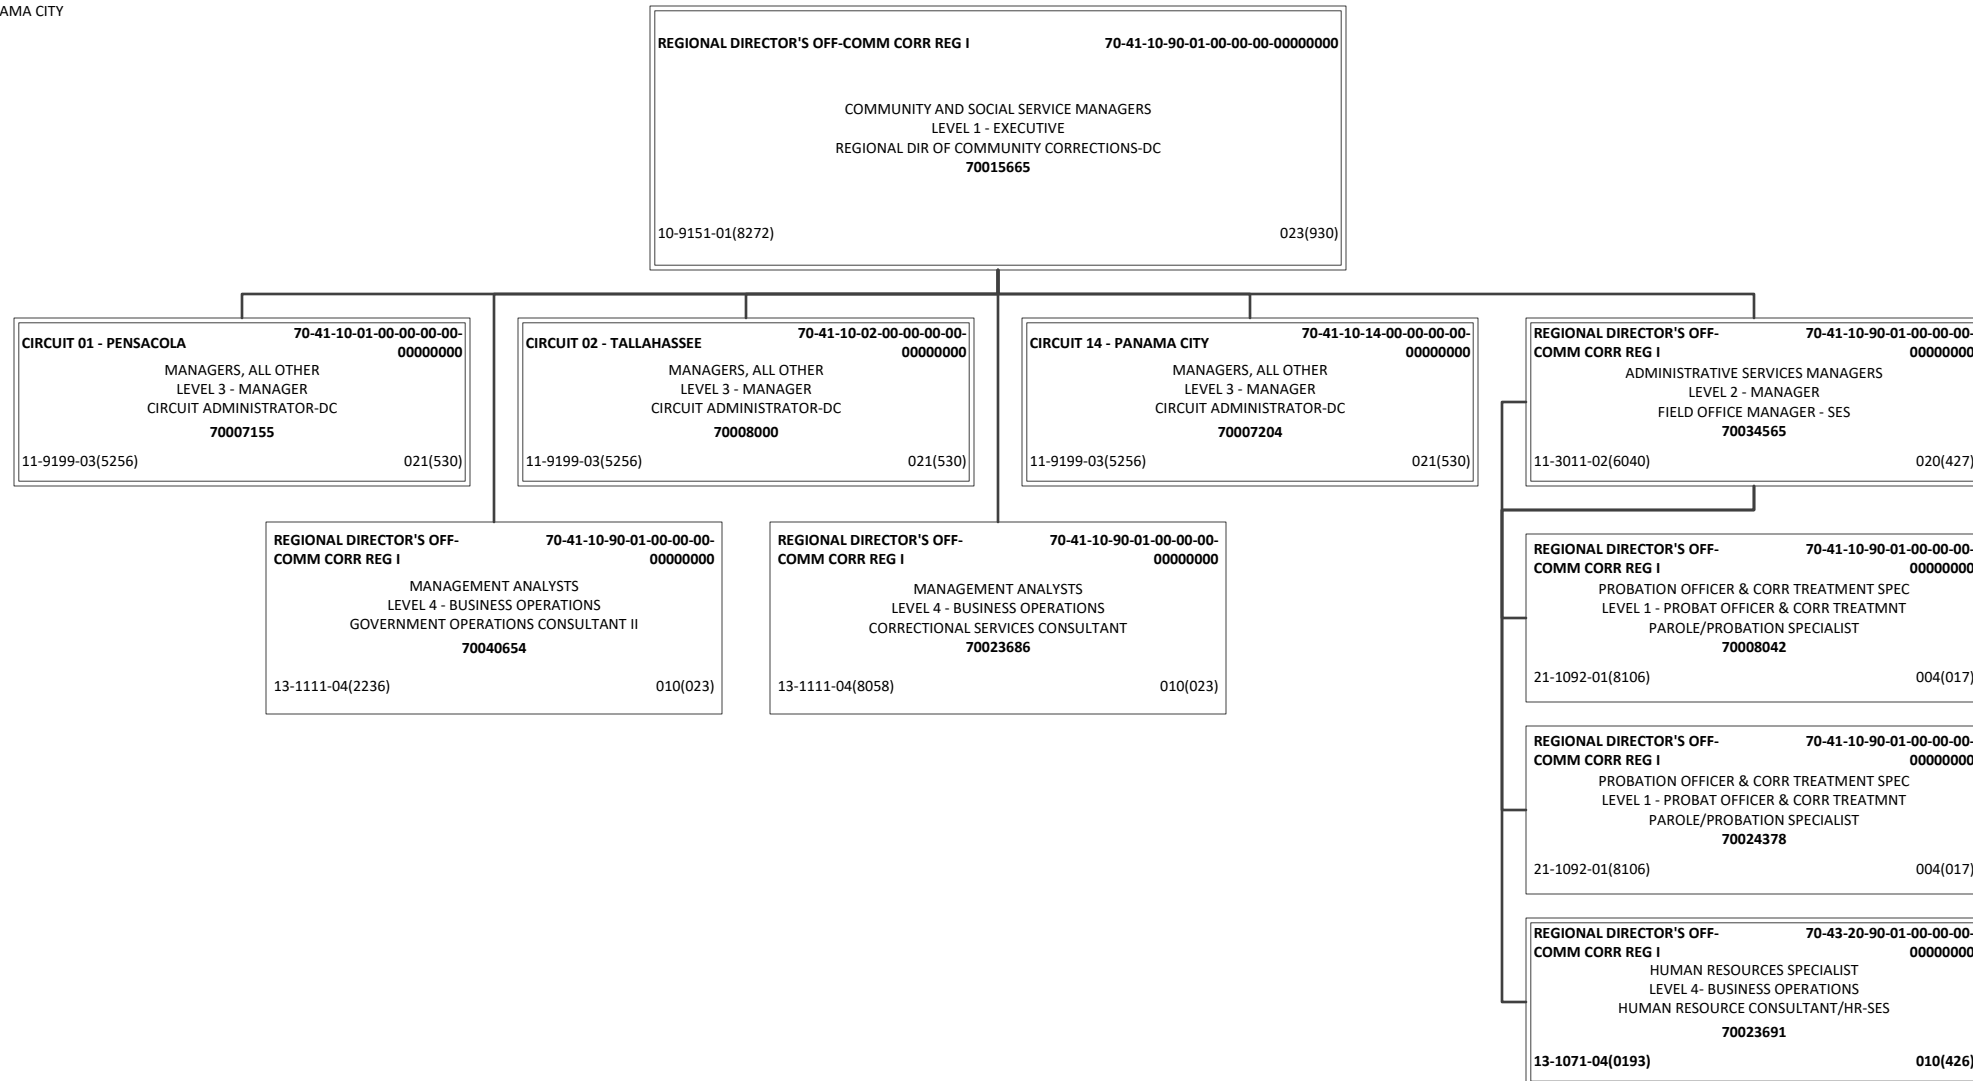 AMA CITY
REGIONAL DIRECTOR'S OFF-COMM CORR REG I 70-41-10-90-01-00-00-00-00000000
COMMUNITY AND SOCIAL SERVICE MANAGERS
LEVEL 1 - EXECUTIVE
REGIONAL DIR OF COMMUNITY CORRECTIONS-DC
70015665
10-9151-01(8272) 023(930)
CIRCUIT 01 - PENSACOLA 70-41-10-01-00-00-00-00-
00000000
MANAGERS, ALL OTHER
LEVEL 3 - MANAGER
CIRCUIT ADMINISTRATOR-DC
70007155
11-9199-03(5256) 021(530)
CIRCUIT 02 - TALLAHASSEE 70-41-10-02-00-00-00-00-
00000000
MANAGERS, ALL OTHER
LEVEL 3 - MANAGER
CIRCUIT ADMINISTRATOR-DC
70008000
11-9199-03(5256) 021(530)
CIRCUIT 14 - PANAMA CITY 70-41-10-14-00-00-00-00-
00000000
MANAGERS, ALL OTHER
LEVEL 3 - MANAGER
CIRCUIT ADMINISTRATOR-DC
70007204
11-9199-03(5256) 021(530)
REGIONAL DIRECTOR'S OFF- 70-41-10-90-01-00-00-00-
COMM CORR REG I 00000000
ADMINISTRATIVE SERVICES MANAGERS
LEVEL 2 - MANAGER
FIELD OFFICE MANAGER - SES
70034565
11-3011-02(6040) 020(427)
REGIONAL DIRECTOR'S OFF- 70-41-10-90-01-00-00-00-
COMM CORR REG I 00000000
MANAGEMENT ANALYSTS
LEVEL 4 - BUSINESS OPERATIONS
GOVERNMENT OPERATIONS CONSULTANT II
70040654
13-1111-04(2236) 010(023)
REGIONAL DIRECTOR'S OFF- 70-41-10-90-01-00-00-00-
COMM CORR REG I 00000000
MANAGEMENT ANALYSTS
LEVEL 4 - BUSINESS OPERATIONS
CORRECTIONAL SERVICES CONSULTANT
70023686
13-1111-04(8058) 010(023)
REGIONAL DIRECTOR'S OFF- 70-41-10-90-01-00-00-00-
COMM CORR REG I 00000000
PROBATION OFFICER & CORR TREATMENT SPEC
LEVEL 1 - PROBAT OFFICER & CORR TREATMNT
PAROLE/PROBATION SPECIALIST
70008042
21-1092-01(8106) 004(017)
REGIONAL DIRECTOR'S OFF- 70-41-10-90-01-00-00-00-
COMM CORR REG I 00000000
PROBATION OFFICER & CORR TREATMENT SPEC
LEVEL 1 - PROBAT OFFICER & CORR TREATMNT
PAROLE/PROBATION SPECIALIST
70024378
21-1092-01(8106) 004(017)
REGIONAL DIRECTOR'S OFF- 70-43-20-90-01-00-00-00-
COMM CORR REG I 00000000
HUMAN RESOURCES SPECIALIST
LEVEL 4- BUSINESS OPERATIONS
HUMAN RESOURCE CONSULTANT/HR-SES
70023691
13-1071-04(0193) 010(426)